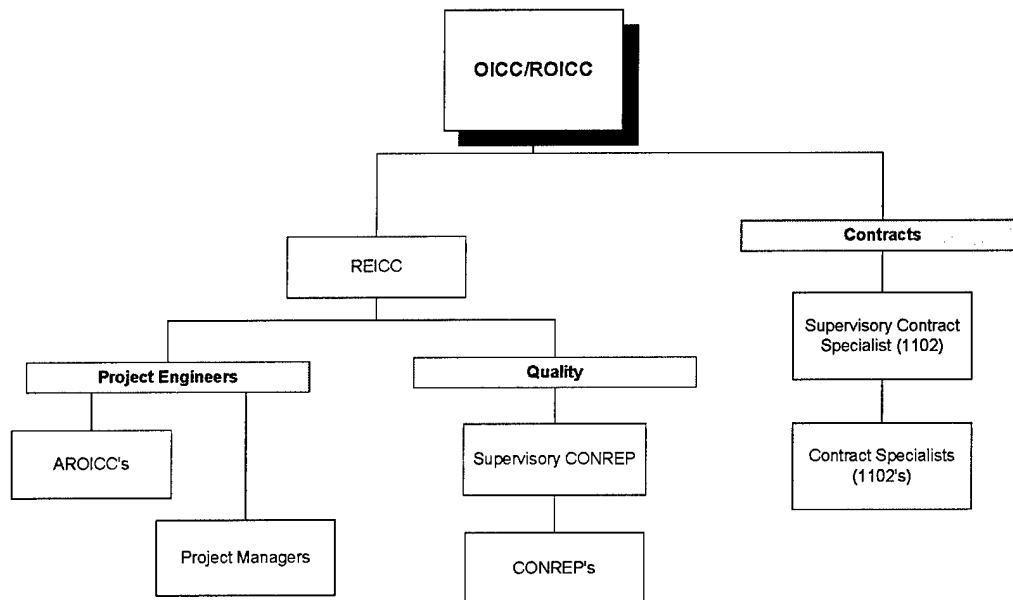 OICC/ROICC
REICC
Contracts
Project Engineers
Quality
Supervisory Contract
Specialist (1102)
AROICC's
Supervisory CONREP
Contract Specialists
(1102's)
Project Managers
CONREP's